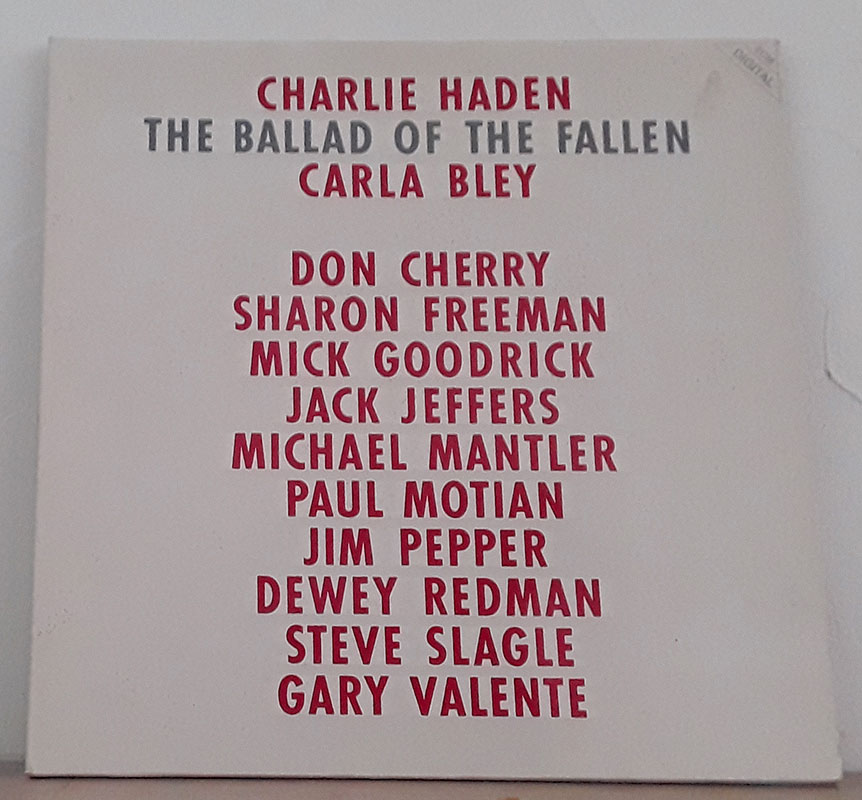 DIGITAL
CHARLIE HADEN
THE BALLAD OF THE FALLEN
CARLA BLEY
DON CHERRY
SHARON FREEMAN
MICK GOODRICK
JACK JEFFERS
MICHAEL MANTLER
PAUL MOTIAN
JIM PEPPER
DEWEY REDMAN
STEVE SLAGLE
GARY VALENTE